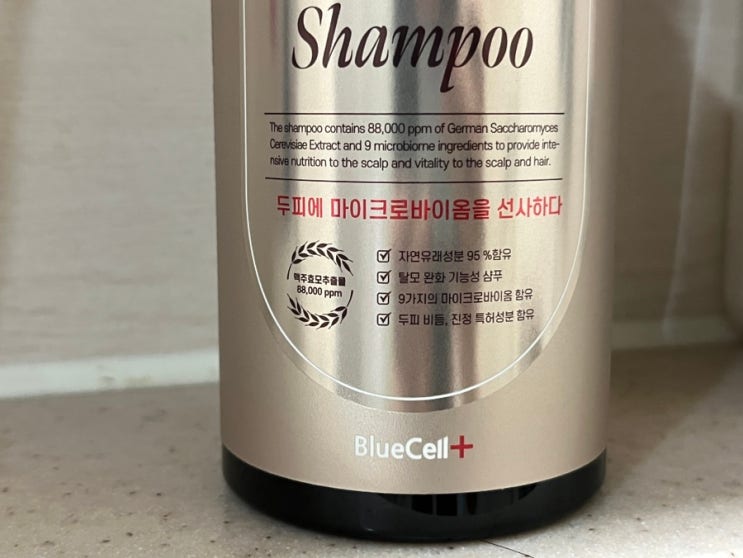 Shampoo
The shampoo contains 88,000 ppm of German Saccharomyces
Cerevisiae Extract and 9 microbiome ingredients to provide inte-
nsive nutrition to the scalp and vitality to the scalp and hair.
두피에 마이크로바이옴을 선사하다
맥주효모추출물
88,000 ppm
자연유래성분 95 %함유
탈모 완화 기능성 샴푸
9가지의 마이크로바이옴 함유
두피 비듬, 진정 특허성분 함유
BlueCell+